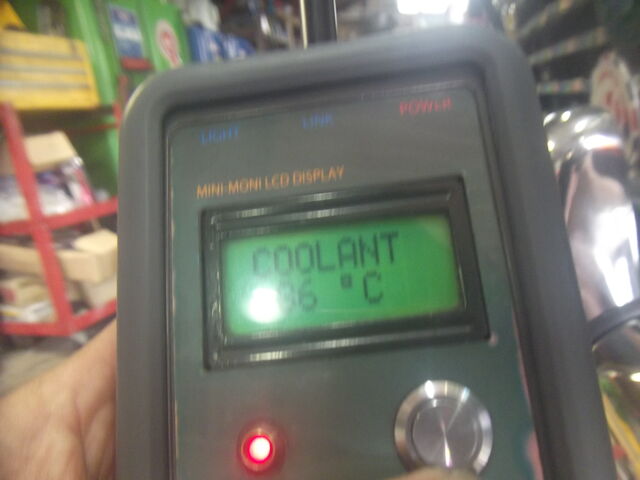 LIGHT LINK POWER
MINI-MONI LCD DISPLAY
COOLANT
°C